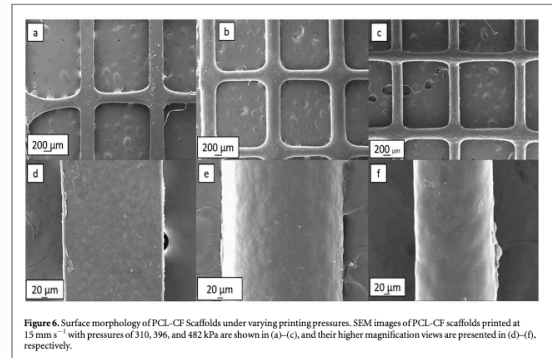 a
b
c
200 µm
200 µm
200 µm
d
e
f
20 µm
20 µm
20 µm
Figure 6. Surface morphology of PCL-CF Scaffolds under varying printing pressures. SEM images of PCL-CF scaffolds printed at
15 mm s⁻¹ with pressures of 310, 396, and 482 kPa are shown in (a)–(c), and their higher magnification views are presented in (d)–(f),
respectively.